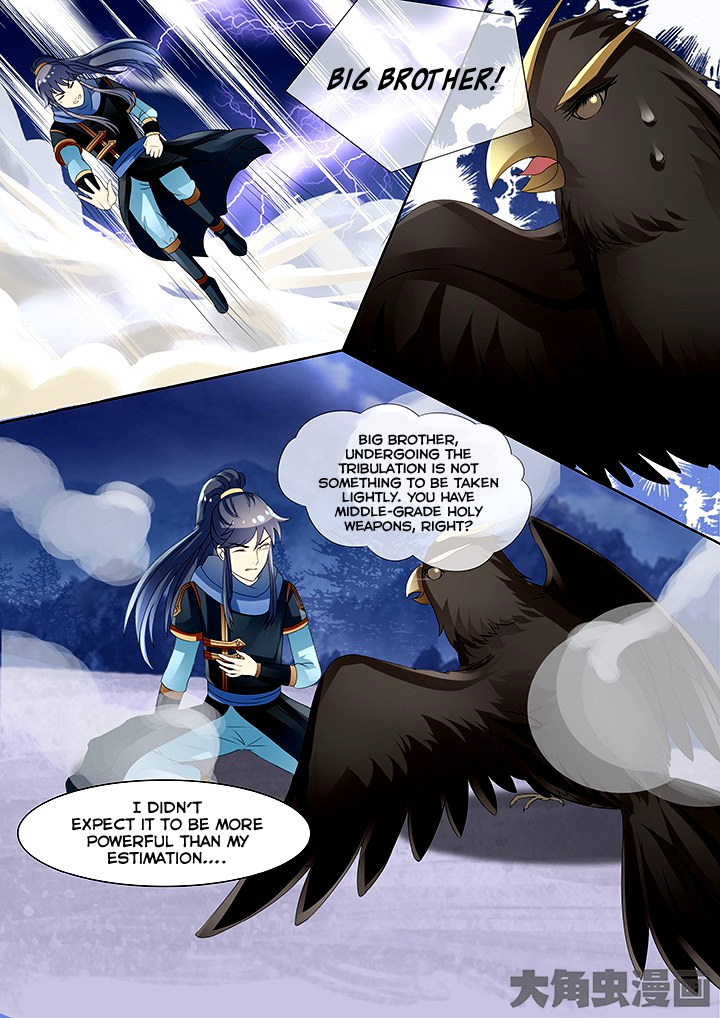 BIG BROTHER!
BIG BROTHER,
UNDERGOING THE
TRIBULATION IS NOT
SOMETHING TO BE TAKEN
LIGHTLY. YOU HAVE
MIDDLE-GRADE HOLY
WEAPONS, RIGHT?
I DIDN'T
EXPECT IT TO BE MORE
POWERFUL THAN MY
ESTIMATION....
大角虫漫画